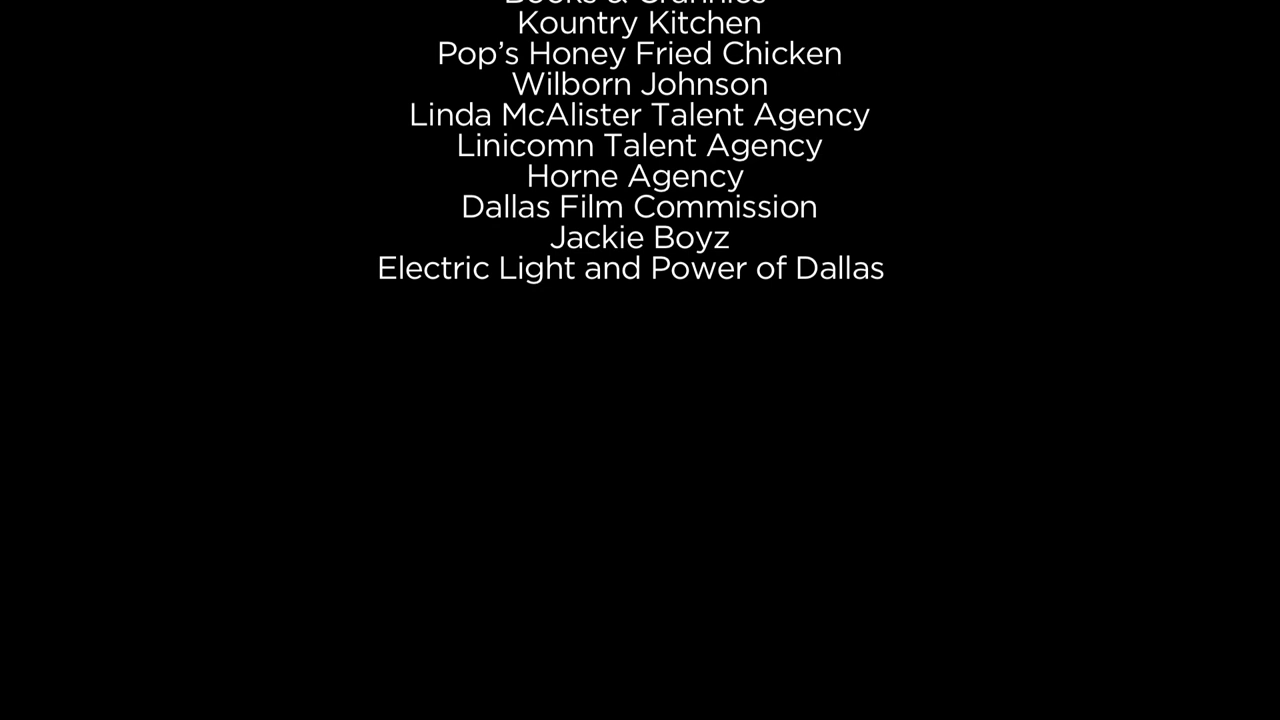 Kountry Kitchen
Pop’s Honey Fried Chicken
Wilborn Johnson
Linda McAlister Talent Agency
Linicomn Talent Agency
Horne Agency
Dallas Film Commission
Jackie Boyz
Electric Light and Power of Dallas